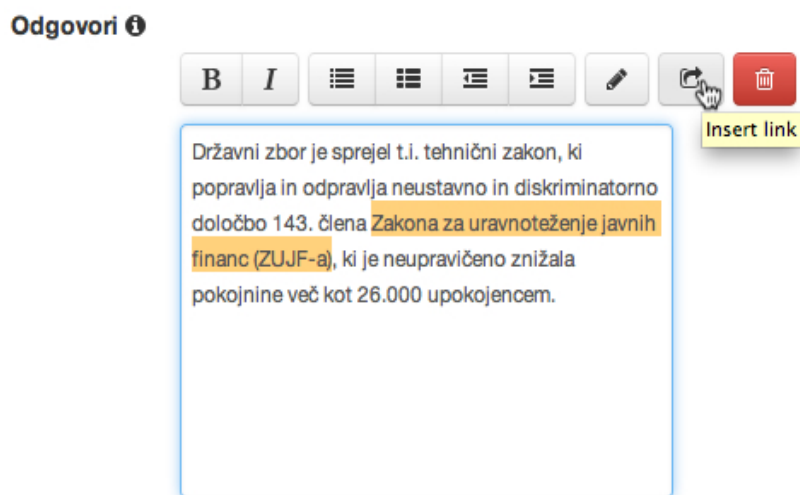 Odgovori
B I
Insert link
Državni zbor je sprejel t.i. tehnični zakon, ki
popravlja in odpravlja neustavno in diskriminatorno
določbo 143. člena Zakona za uravnoteženje javnih
financ (ZUJF-a), ki je neupravičeno znižala
pokojnine več kot 26.000 upokojencem.